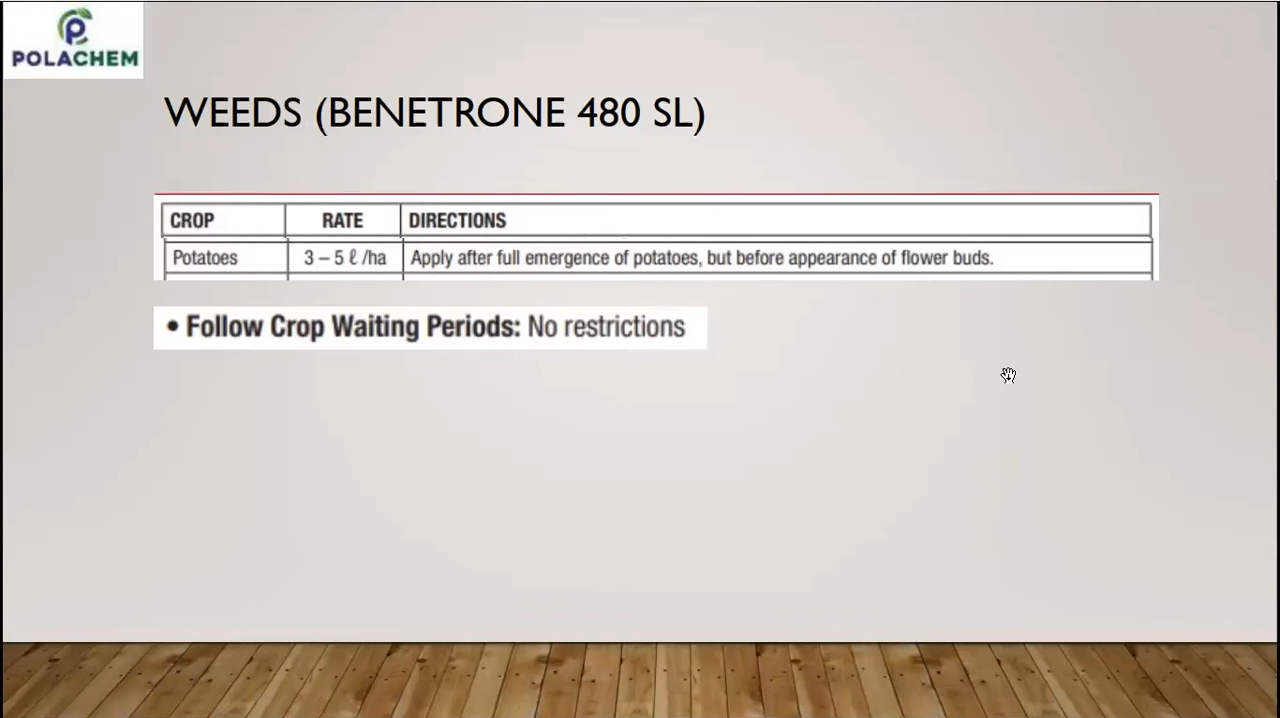 POLACHEM
WEEDS (BENETRONE 480 SL)
CROP RATE DIRECTIONS
Potatoes 3 – 5 ℓ /ha Apply after full emergence of potatoes, but before appearance of flower buds.
• Follow Crop Waiting Periods: No restrictions